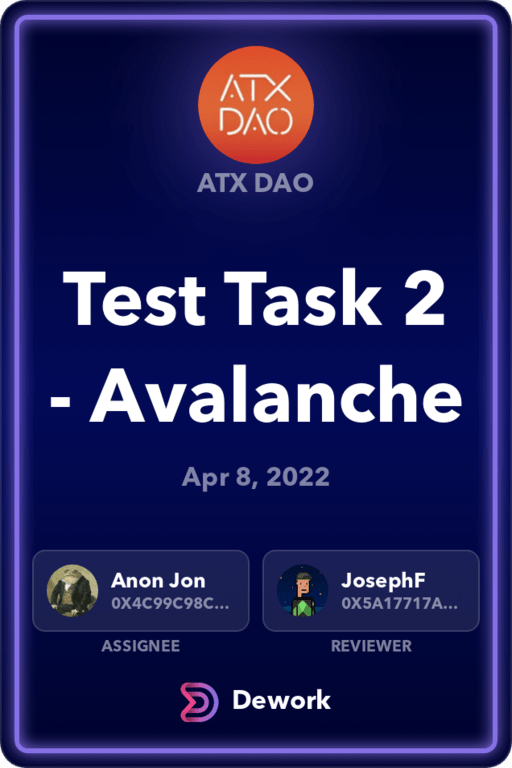 ATX
DAO
ATX DAO
Test Task 2
- Avalanche
Apr 8, 2022
Anon Jon
0X4C99C98C...
JosephF
0X5A17717A...
ASSIGNEE
REVIEWER
Dework